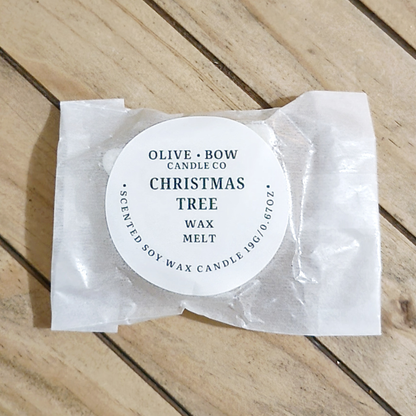 OLIVE • BOW
CANDLE CO
CHRISTMAS
TREE
WAX
MELT
• SCENTED SOY WAX CANDLE 19G/0.67OZ •